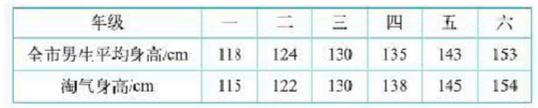 年级 一 二 三 四 五 六
全市男生平均身高/cm 118 124 130 135 143 153
淘气身高/cm 115 122 130 138 145 154